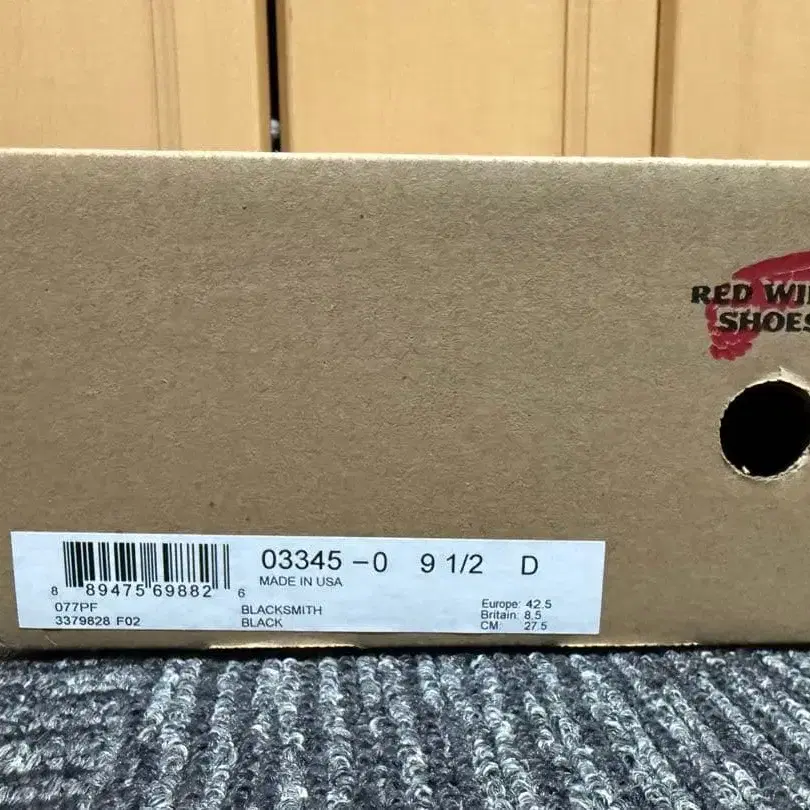 RED WI
SHOES
03345-0 9 1/2 D
MADE IN USA
8 89475 69882 6
077PF
3379828 F02
BLACKSMITH
BLACK
Europe: 42.5
Britain: 8.5
CM: 27.5